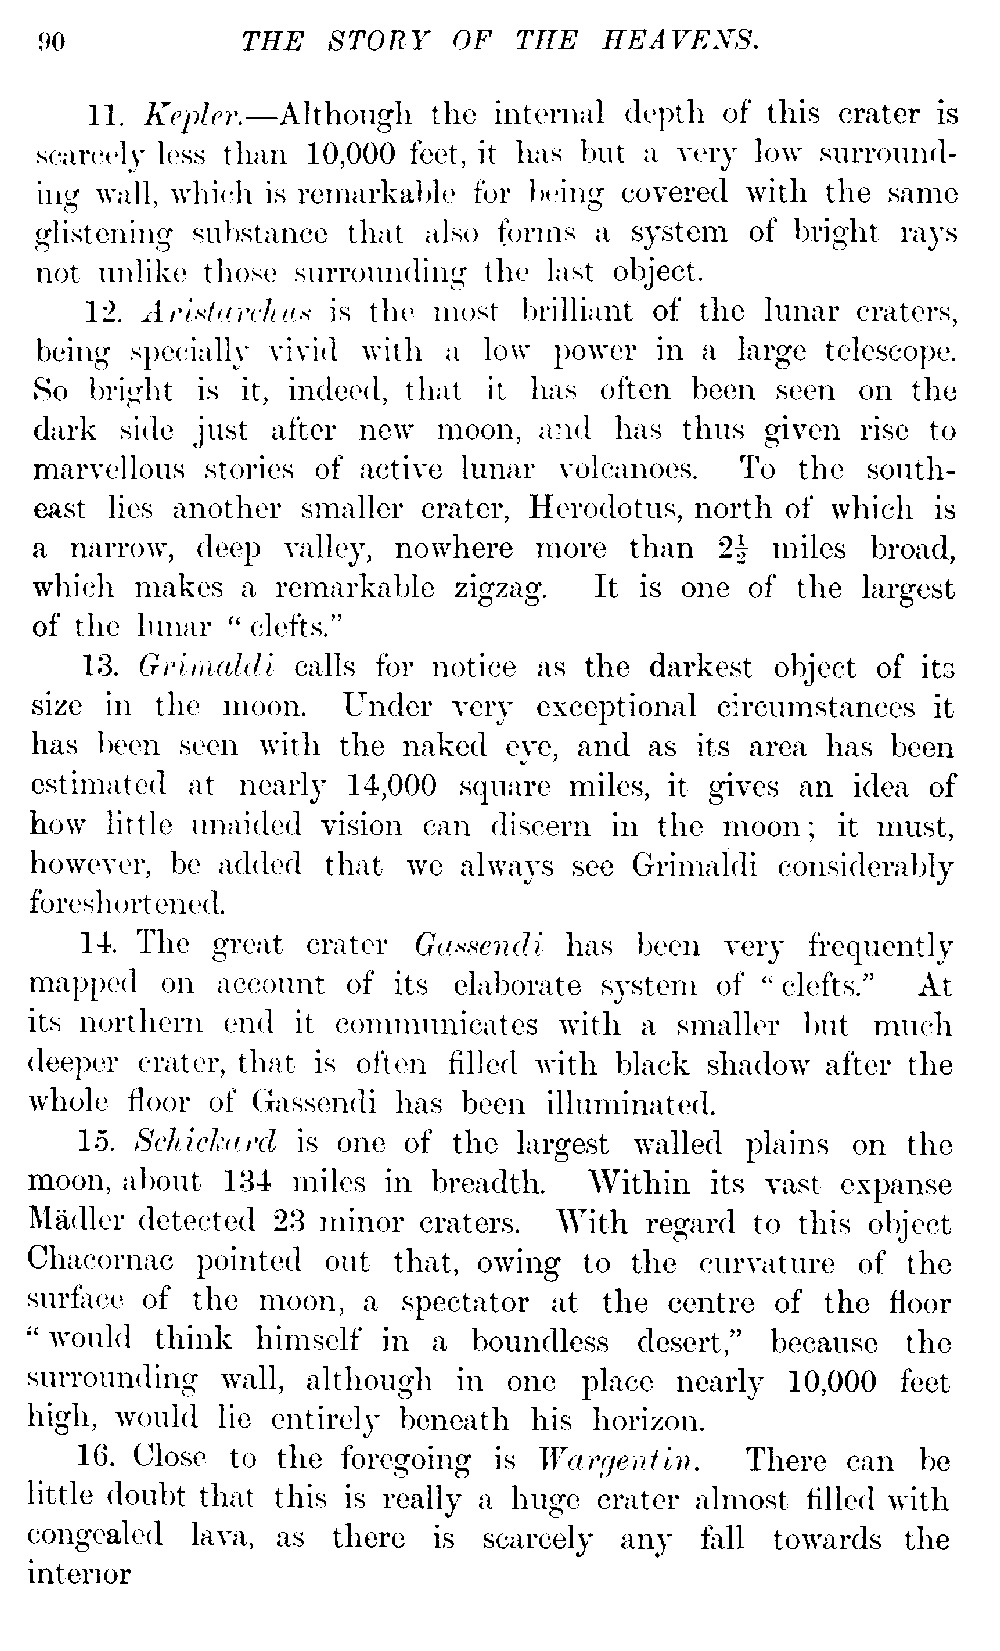 90 THE STORY OF THE HEAVENS.
11. Kepler.—Although the internal depth of this crater is
scarcely less than 10,000 feet, it has but a very low surround-
ing wall, which is remarkable for being covered with the same
glistening substance that also forms a system of bright rays
not unlike those surrounding the last object.
12. Aristarchus is the most brilliant of the lunar craters,
being specially vivid with a low power in a large telescope.
So bright is it, indeed, that it has often been seen on the
dark side just after new moon, and has thus given rise to
marvellous stories of active lunar volcanoes. To the south-
east lies another smaller crater, Herodotus, north of which is
a narrow, deep valley, nowhere more than 2½ miles broad,
which makes a remarkable zigzag. It is one of the largest
of the lunar “clefts.”
13. Grimaldi calls for notice as the darkest object of its
size in the moon. Under very exceptional circumstances it
has been seen with the naked eye, and as its area has been
estimated at nearly 14,000 square miles, it gives an idea of
how little unaided vision can discern in the moon; it must,
however, be added that we always see Grimaldi considerably
foreshortened.
14. The great crater Gassendi has been very frequently
mapped on account of its elaborate system of “clefts.” At
its northern end it communicates with a smaller but much
deeper crater, that is often filled with black shadow after the
whole floor of Gassendi has been illuminated.
15. Schickard is one of the largest walled plains on the
moon, about 134 miles in breadth. Within its vast expanse
Mädler detected 23 minor craters. With regard to this object
Chacornac pointed out that, owing to the curvature of the
surface of the moon, a spectator at the centre of the floor
“would think himself in a boundless desert,” because the
surrounding wall, although in one place nearly 10,000 feet
high, would lie entirely beneath his horizon.
16. Close to the foregoing is Wargentin. There can be
little doubt that this is really a huge crater almost filled with
congealed lava, as there is scarcely any fall towards the
interior